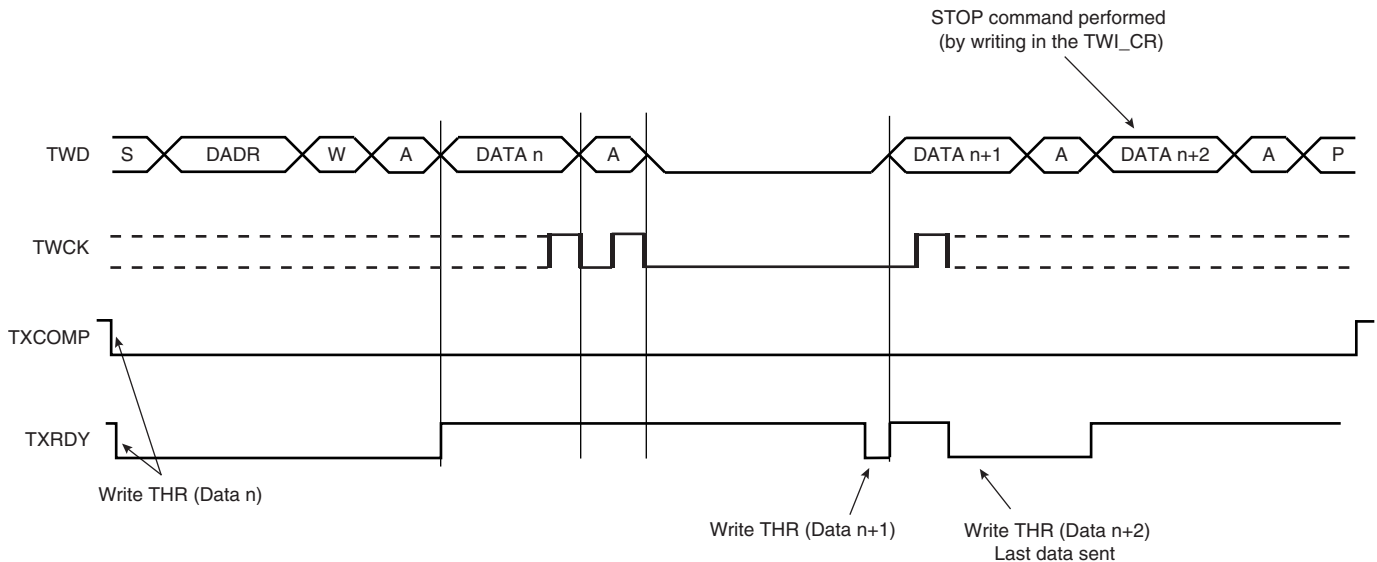 STOP command performed
(by writing in the TWI_CR)
TWD S DADR W A DATA n A DATA n+1 A DATA n+2 A P
TWCK
TXCOMP
TXRDY
Write THR (Data n)
Write THR (Data n+1)
Write THR (Data n+2)
Last data sent